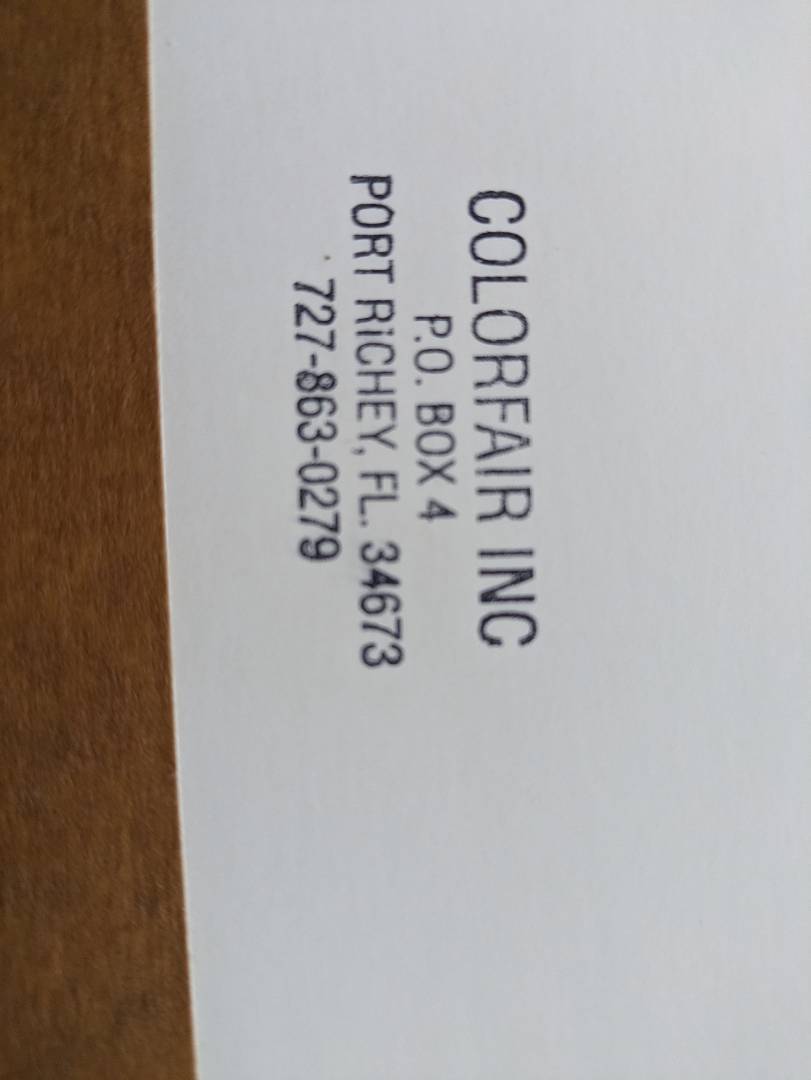 COLORFAIR INC
P.O. BOX 4
PORT RICHEY, FL. 34673
727-863-0279